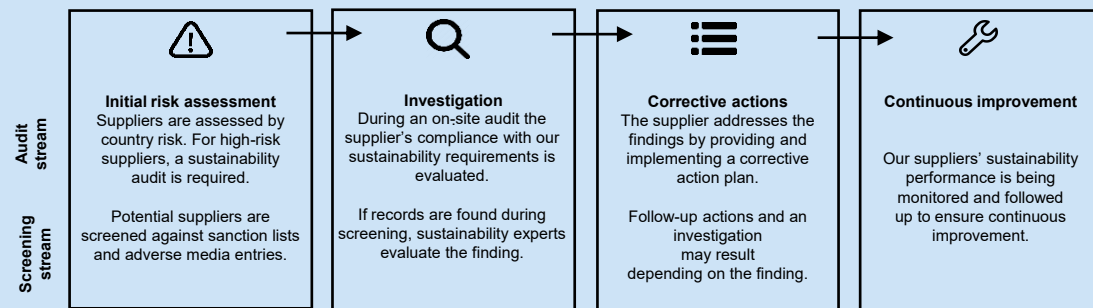 Audit
stream
Screening
stream
Initial risk assessment
Suppliers are assessed by
country risk. For high-risk
suppliers, a sustainability
audit is required.
Potential suppliers are
screened against sanction lists
and adverse media entries.
Investigation
During an on-site audit the
supplier’s compliance with our
sustainability requirements is
evaluated.
If records are found during
screening, sustainability experts
evaluate the finding.
Corrective actions
The supplier addresses the
findings by providing and
implementing a corrective
action plan.
Follow-up actions and an
investigation
may result
depending on the finding.
Continuous improvement
Our suppliers’ sustainability
performance is being
monitored and followed
up to ensure continuous
improvement.